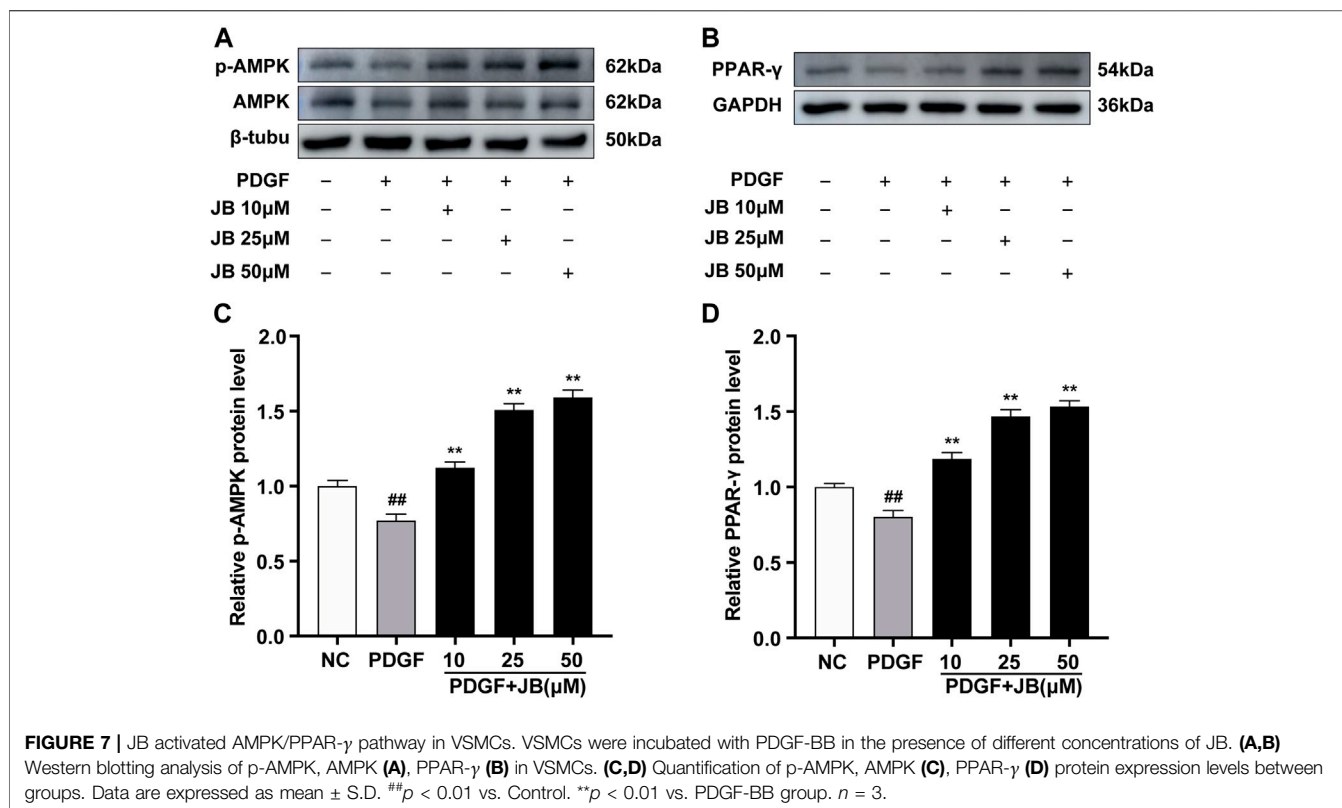 A
p-AMPK 62kDa
AMPK 62kDa
β-tubu 50kDa
PDGF – + + + +
JB 10μM – – + – –
JB 25μM – – – + –
JB 50μM – – – – +
B
PPAR-γ 54kDa
GAPDH 36kDa
PDGF – + + + +
JB 10μM – – + – –
JB 25μM – – – + –
JB 50μM – – – – +
C
Relative p-AMPK protein level
2.0
1.5
1.0
0.5
0.0
## ** ** **
NC PDGF 10 25 50
PDGF+JB(μM)
D
Relative PPAR-γ protein level
2.0
1.5
1.0
0.5
0.0
## ** ** **
NC PDGF 10 25 50
PDGF+JB(μM)
FIGURE 7 | JB activated AMPK/PPAR-γ pathway in VSMCs. VSMCs were incubated with PDGF-BB in the presence of different concentrations of JB. (A,B)
Western blotting analysis of p-AMPK, AMPK (A), PPAR-γ (B) in VSMCs. (C,D) Quantification of p-AMPK, AMPK (C), PPAR-γ (D) protein expression levels between
groups. Data are expressed as mean ± S.D. ##p < 0.01 vs. Control. **p < 0.01 vs. PDGF-BB group. n = 3.